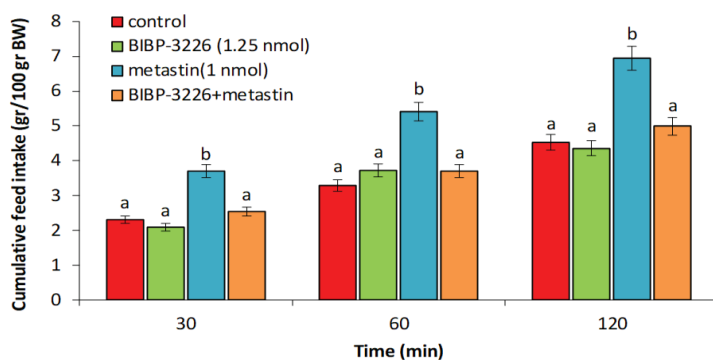 Cumulative feed intake (gr/100 gr BW)
8
7
6
5
4
3
2
1
0
control
BIBP-3226 (1.25 nmol)
metastin(1 nmol)
BIBP-3226+metastin
a
a
b
a
a
a
b
a
a
a
b
a
30
60
120
Time (min)